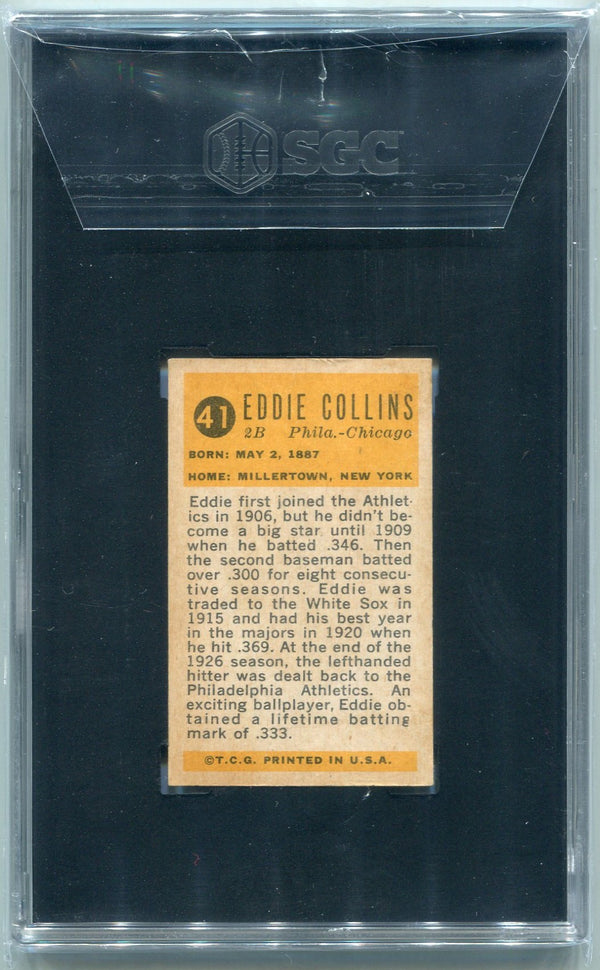 SGC
41 EDDIE COLLINS
2B Phila.-Chicago
BORN: MAY 2, 1887
HOME: MILLERTOWN, NEW YORK
Eddie first joined the Athlet-
ics in 1906, but he didn't be-
come a big star until 1909
when he batted .346. Then
the second baseman batted
over .300 for eight consecu-
tive seasons. Eddie was
traded to the White Sox in
1915 and had his best year
in the majors in 1920 when
he hit .369. At the end of the
1926 season, the lefthanded
hitter was dealt back to the
Philadelphia Athletics. An
exciting ballplayer, Eddie ob-
tained a lifetime batting
mark of .333.
©T.C.G. PRINTED IN U.S.A.